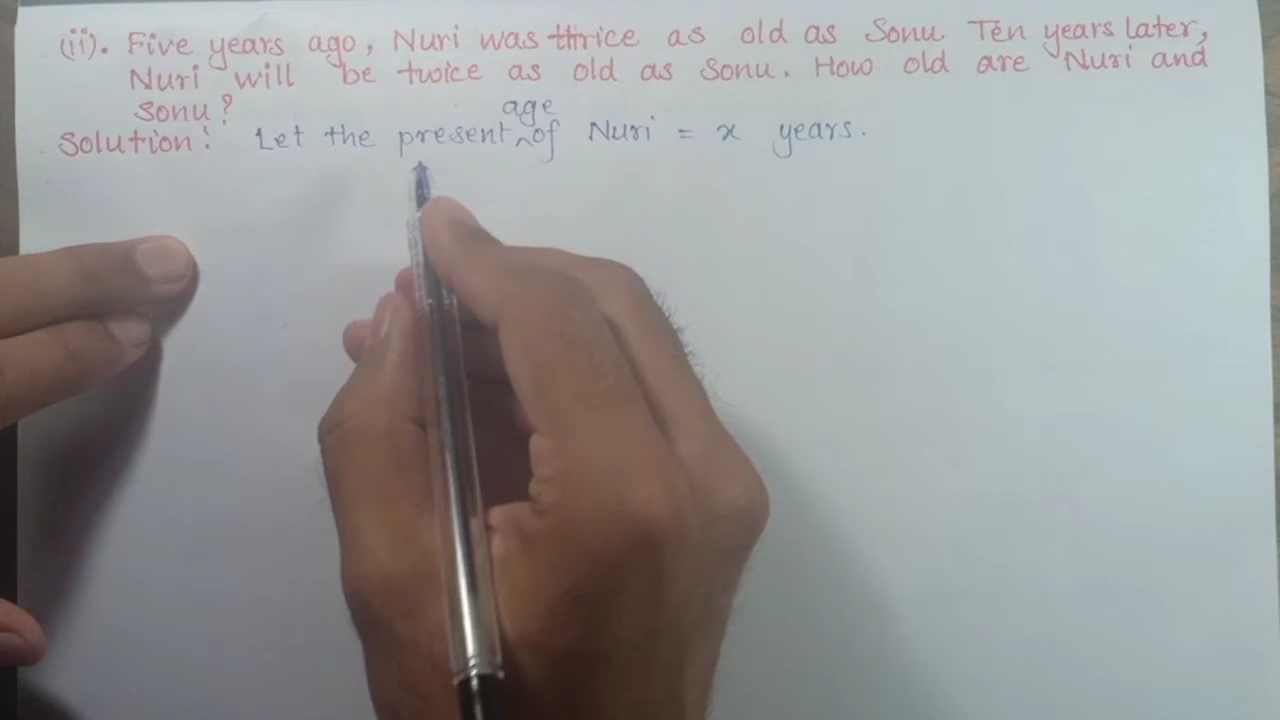 (ii). Five years ago, Nuri was thrice as old as Sonu. Ten years later,
Nuri will be twice as old as Sonu. How old are Nuri and
Sonu?
age
Solution: Let the present ^ of Nuri = x years.